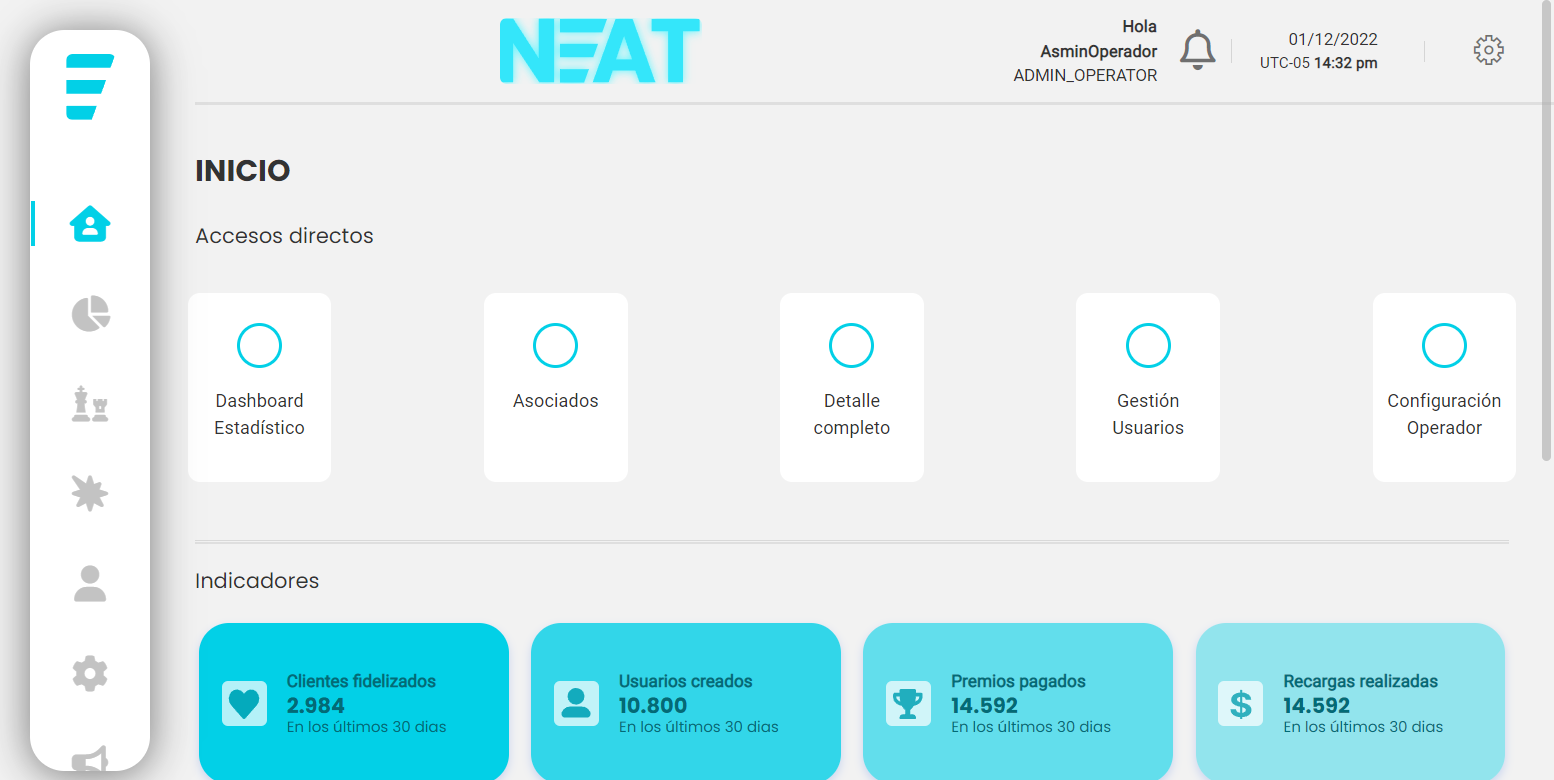 NEAT
Hola
AsminOperador
ADMIN_OPERATOR
01/12/2022
UTC-05 14:32 pm
INICIO
Accesos directos
Dashboard
Estadístico
Asociados
Detalle
completo
Gestión
Usuarios
Configuración
Operador
Indicadores
Clientes fidelizados
2.984
En los últimos 30 dias
Usuarios creados
10.800
En los últimos 30 dias
Premios pagados
14.592
En los últimos 30 dias
Recargas realizadas
14.592
En los últimos 30 dias